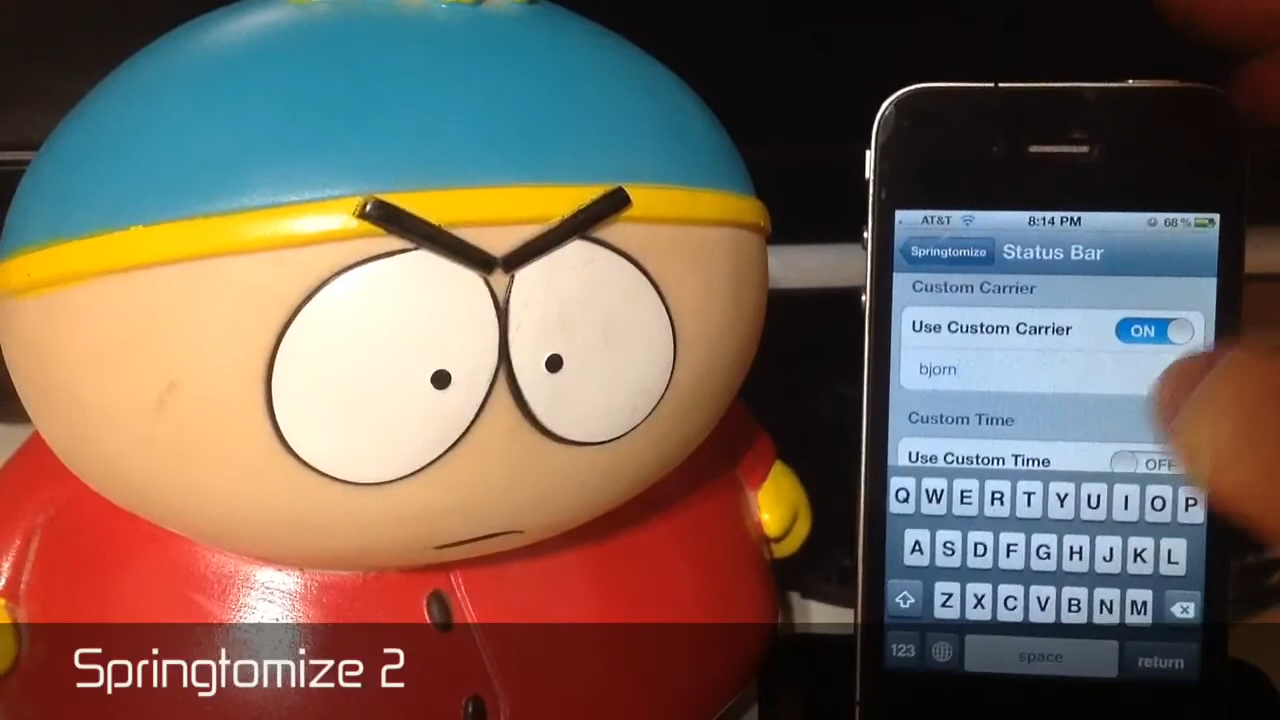 AT&T 8:14 PM 68%
Springtomize Status Bar
Custom Carrier
Use Custom Carrier ON
bjorn
Custom Time
Use Custom Time OFF
Q W E R T Y U I O P
A S D F G H J K L
Z X C V B N M
123 space return
Springtomize 2